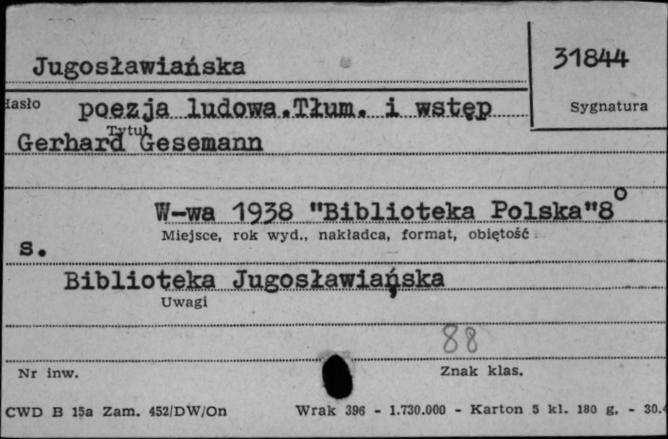 Jugosławiańska
31844
Hasło
poezja ludowa.Tłum. i wstęp
Sygnatura
Tytuł
Gerhard Gesemann
W-wa 1938 "Biblioteka Polska"8°
Miejsce, rok wyd., nakładca, format, objętość
s.
Biblioteka Jugosławiańska
Uwagi
88
Nr inw.
Znak klas.
CWD B 15a Zam. 452/DW/On
Wrak 396 - 1.730.000 - Karton 5 kl. 180 g. - 30.4